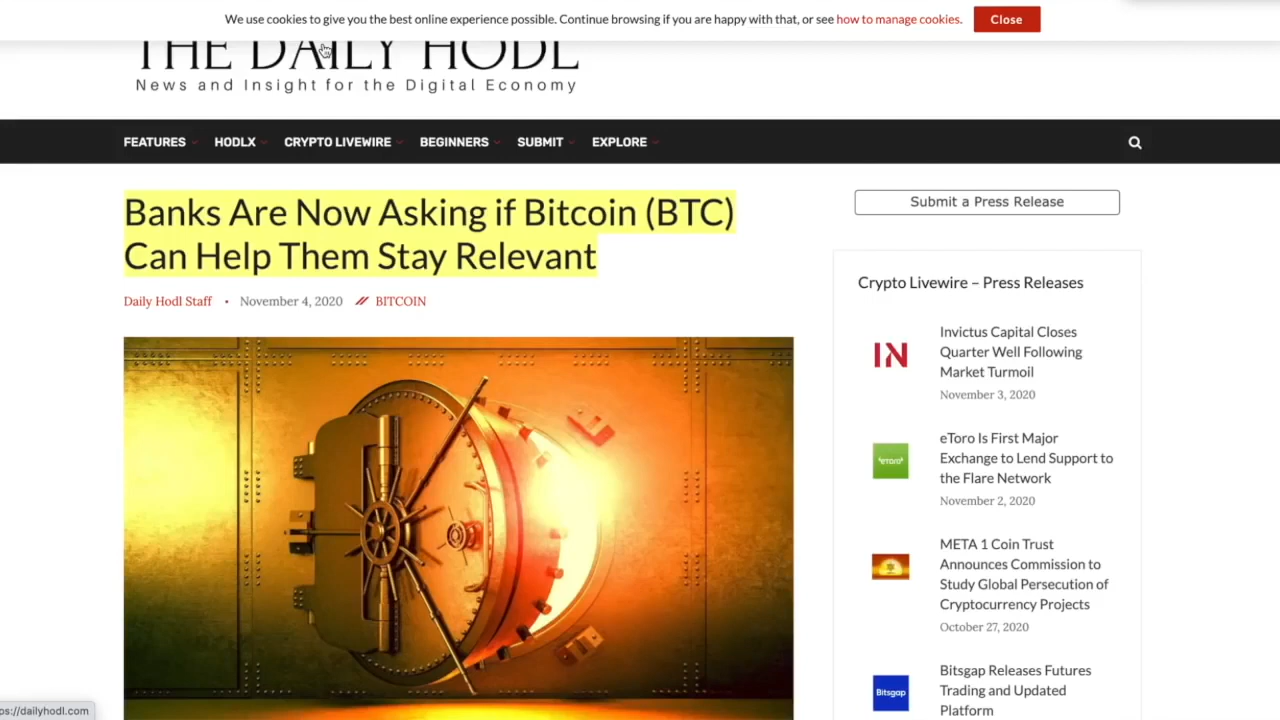 We use cookies to give you the best online experience possible. Continue browsing if you are happy with that, or see how to manage cookies.
Close
THE DAILY HODL
News and Insight for the Digital Economy
FEATURES HODLX CRYPTO LIVEWIRE BEGINNERS SUBMIT EXPLORE
Banks Are Now Asking if Bitcoin (BTC)
Can Help Them Stay Relevant
Daily Hodl Staff • November 4, 2020 // BITCOIN
Submit a Press Release
Crypto Livewire – Press Releases
IN
Invictus Capital Closes
Quarter Well Following
Market Turmoil
November 3, 2020
eToro
eToro Is First Major
Exchange to Lend Support to
the Flare Network
November 2, 2020
META 1 Coin Trust
Announces Commission to
Study Global Persecution of
Cryptocurrency Projects
October 27, 2020
Bitsgap
Bitsgap Releases Futures
Trading and Updated
Platform
ps://dailyhodl.com